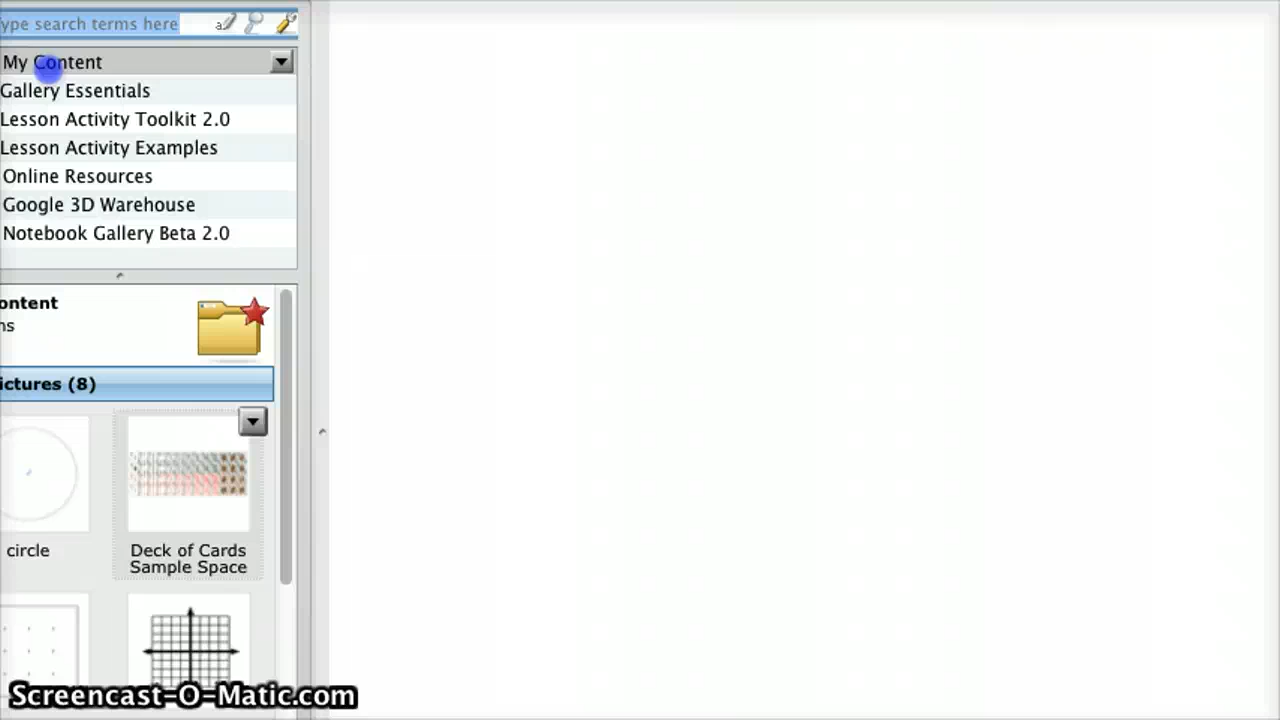 ype search terms here
My Content
Gallery Essentials
Lesson Activity Toolkit 2.0
Lesson Activity Examples
Online Resources
Google 3D Warehouse
Notebook Gallery Beta 2.0
ontent
ns
ictures (8)
circle
Deck of Cards
Sample Space
Screencast-O-Matic.com